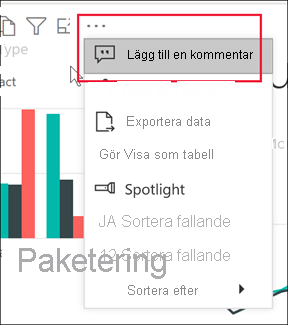 Type
Lägg till en kommentar
act
Exportera data
Mc
Gör Visa som tabell
Spotlight
JA Sortera fallande
12 Sortera fallande
Paketering
Sortera efter